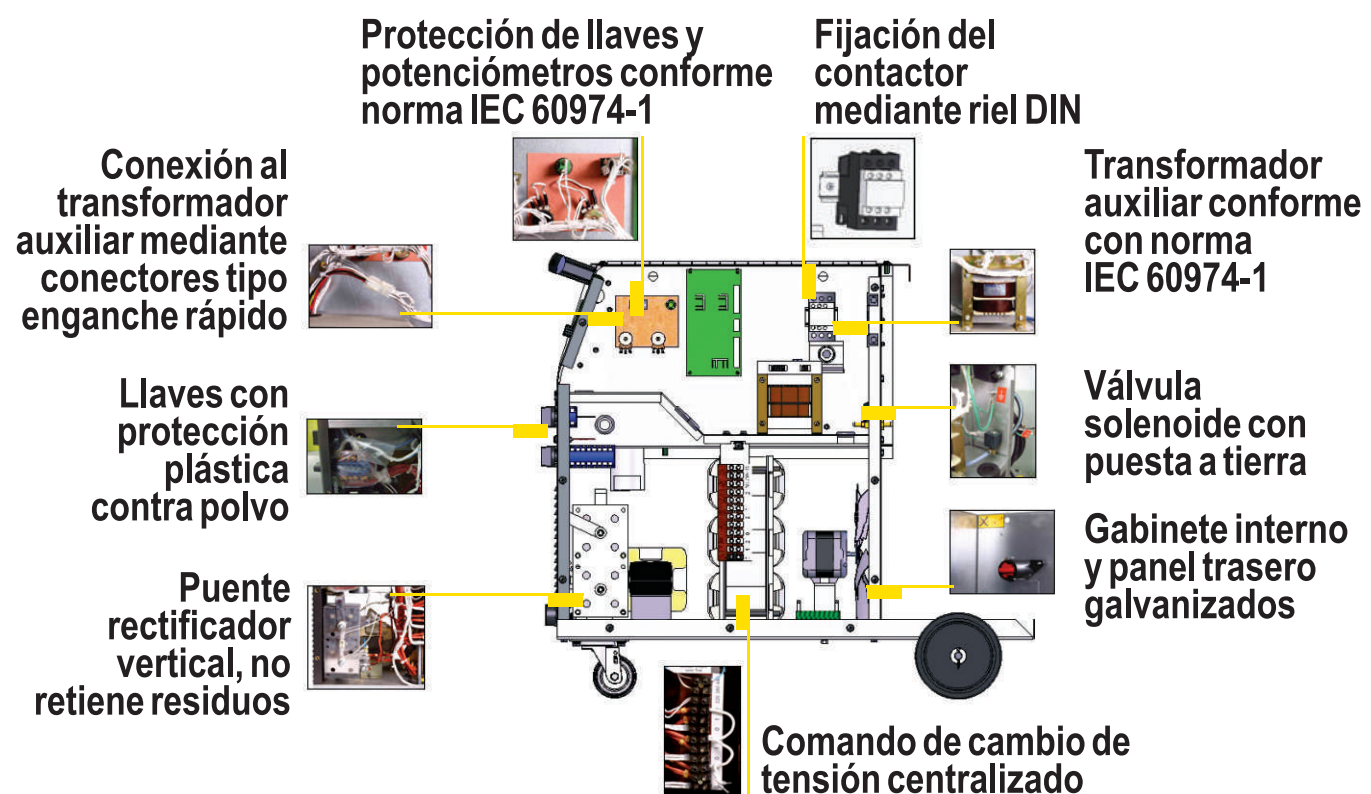 Protección de llaves y
potenciómetros conforme
norma IEC 60974-1
Fijación del
contactor
mediante riel DIN
Conexión al
transformador
auxiliar mediante
conectores tipo
enganche rápido
Transformador
auxiliar conforme
con norma
IEC 60974-1
Llaves con
protección
plástica
contra polvo
Válvula
solenoide con
puesta a tierra
Puente
rectificador
vertical, no
retiene residuos
Gabinete interno
y panel trasero
galvanizados
Comando de cambio de
tensión centralizado